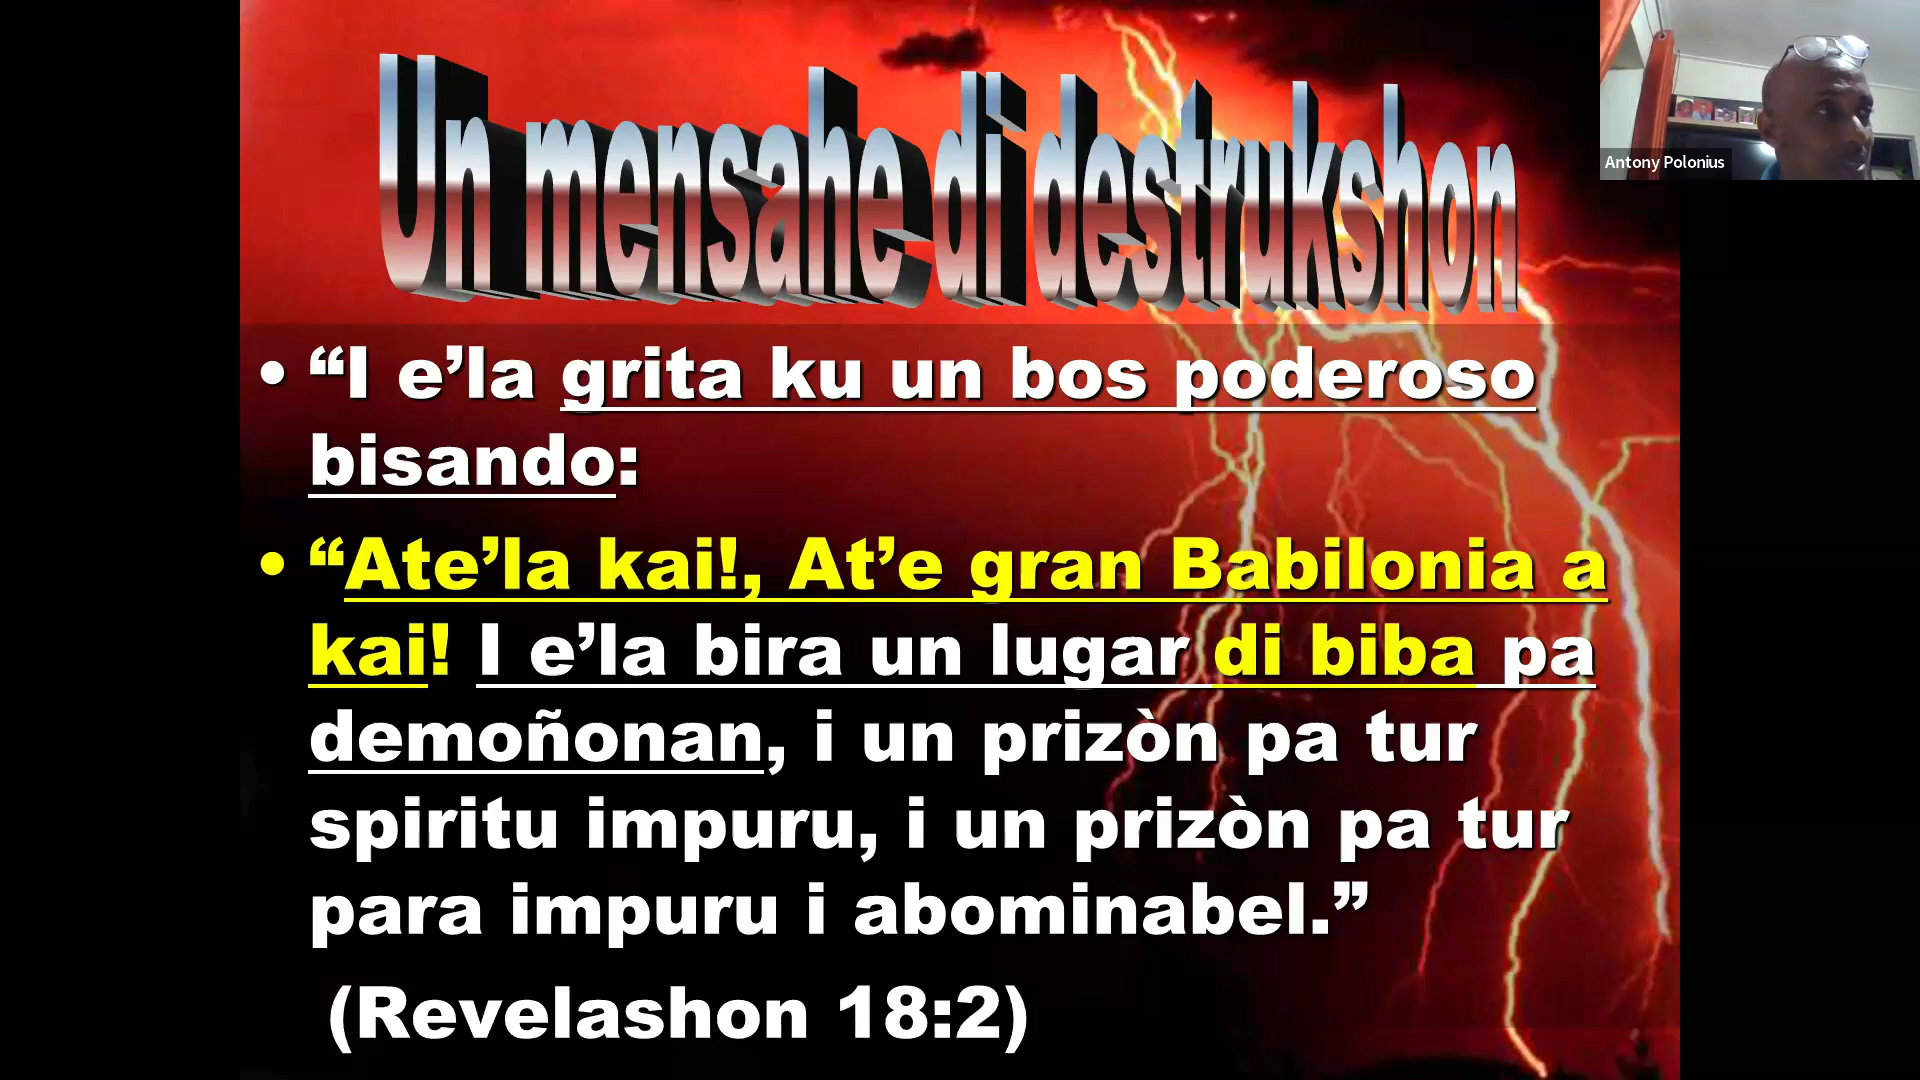 Un mensahe di destrukshon
Antony Polonius
• “I e’la grita ku un bos poderoso
bisando:
• “Ate’la kai!, At’e gran Babilonia a
kai! I e’la bira un lugar di biba pa
demoñonan, i un prizòn pa tur
spiritu impuru, i un prizòn pa tur
para impuru i abominabel.”
(Revelashon 18:2)